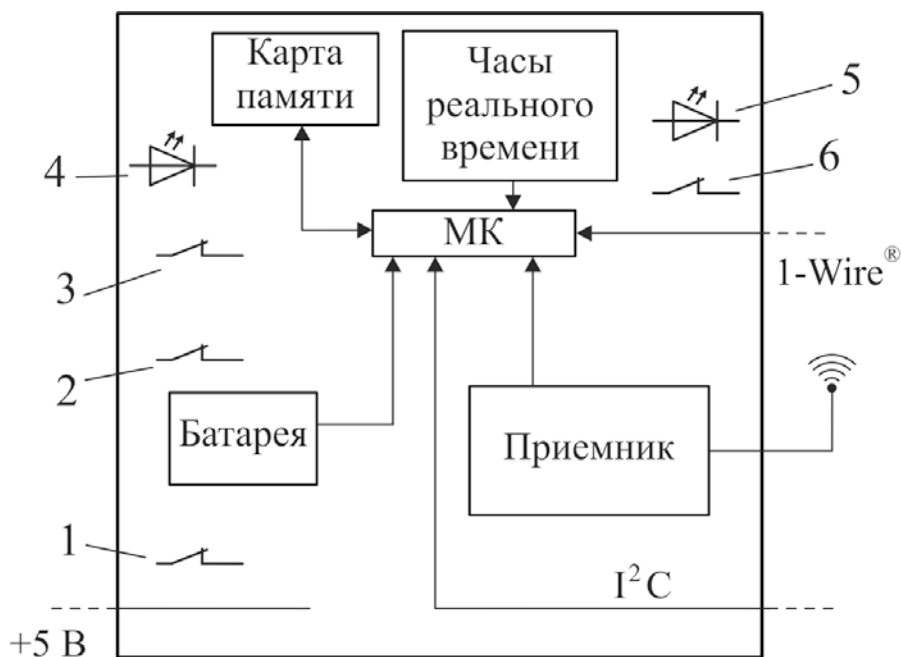 Карта
памяти
Часы
реального
времени
5
6
4
МК
1-Wire®
3
2
Батарея
Приемник
1
I²C
+5 В